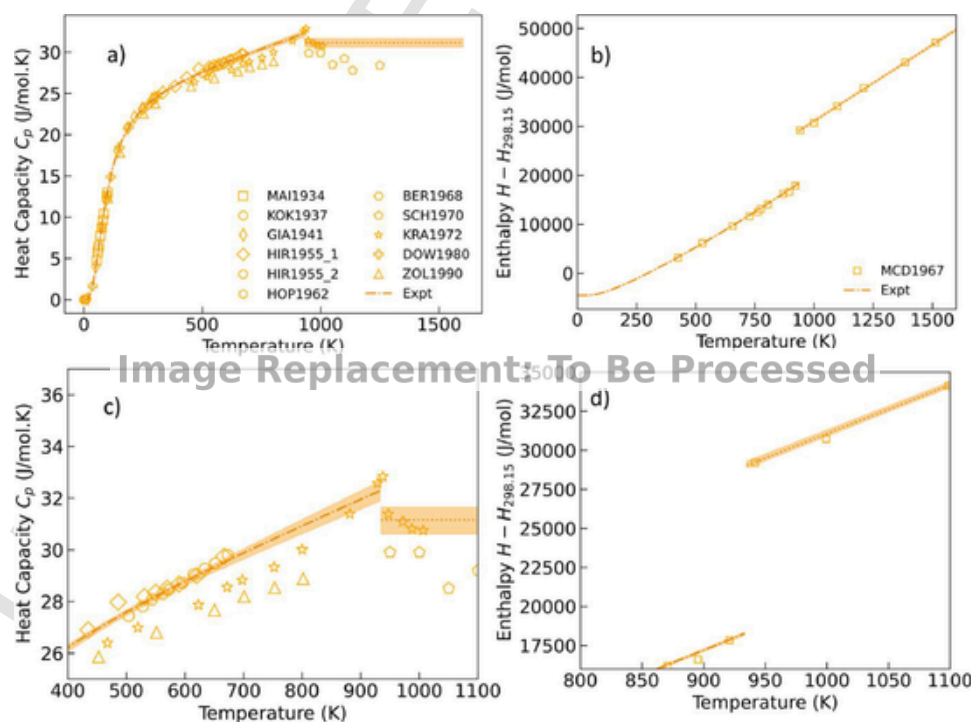 a)
Heat Capacity Cp (J/mol.K)
30
25
20
15
10
5
0
MAI1934
KOK1937
GIA1941
HIR1955_1
HIR1955_2
HOP1962
BER1968
SCH1970
KRA1972
DOW1980
ZOL1990
Expt
0 500 1000 1500
Temperature (K)
b)
Enthalpy H − H298.15 (J/mol)
50000
40000
30000
20000
10000
0
MCD1967
Expt
0 250 500 750 1000 1250 1500
Temperature (K)
Image Replacement: To Be Processed
c)
Heat Capacity Cp (J/mol.K)
36
34
32
30
28
26
400 500 600 700 800 900 1000 1100
Temperature (K)
d)
Enthalpy H − H298.15 (J/mol)
35000
32500
30000
27500
25000
22500
20000
17500
800 850 900 950 1000 1050 1100
Temperature (K)